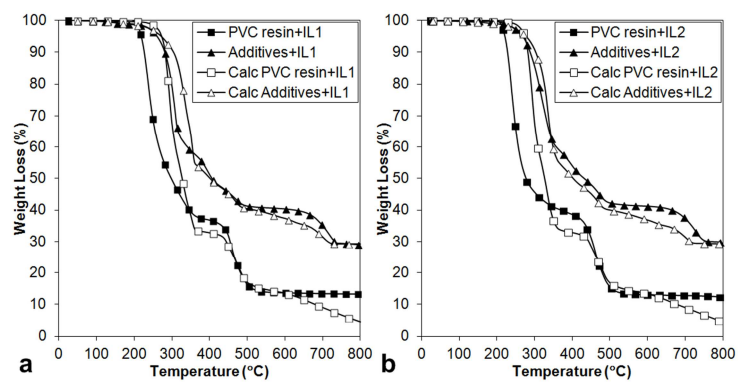 100
90
80
70
60
50
40
30
20
10
0
Weight Loss (%)
0 100 200 300 400 500 600 700 800
Temperature (°C)
PVC resin+IL1
Additives+IL1
Calc PVC resin+IL1
Calc Additives+IL1
a
100
90
80
70
60
50
40
30
20
10
0
Weight Loss (%)
0 100 200 300 400 500 600 700 800
Temperature (°C)
PVC resin+IL2
Additives+IL2
Calc PVC resin+IL2
Calc Additives+IL2
b